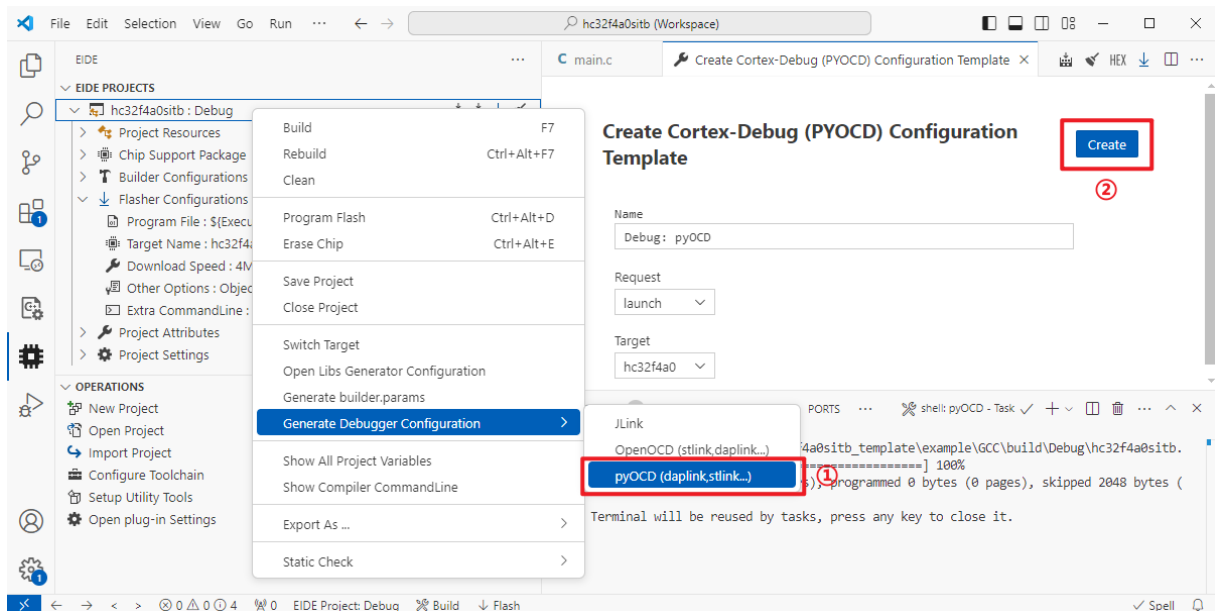 File Edit Selection View Go Run ··· hc32f4a0sitb (Workspace)
EIDE
EIDE PROJECTS
hc32f4a0sitb : Debug
Project Resources
Chip Support Package
Builder Configurations
Flasher Configurations
Program File : ${Execu
Target Name : hc32f4a
Download Speed : 4M
Other Options : Objec
Extra CommandLine :
Project Attributes
Project Settings
OPERATIONS
New Project
Open Project
Import Project
Configure Toolchain
Setup Utility Tools
Open plug-in Settings
1
1
Build F7
Rebuild Ctrl+Alt+F7
Clean
Program Flash Ctrl+Alt+D
Erase Chip Ctrl+Alt+E
Save Project
Close Project
Switch Target
Open Libs Generator Configuration
Generate builder.params
Generate Debugger Configuration
Show All Project Variables
Show Compiler CommandLine
Export As ...
Static Check
JLink
OpenOCD (stlink,daplink...)
pyOCD (daplink,stlink...)
①
C main.c Create Cortex-Debug (PYOCD) Configuration Template HEX
Create Cortex-Debug (PYOCD) Configuration
Template
Create
②
Name
Debug: pyOCD
Request
launch
Target
hc32f4a0
PORTS ··· shell: pyOCD - Task
4a0sitb_template\example\GCC\build\Debug\hc32f4a0sitb.
==================] 100%
s), programmed 0 bytes (0 pages), skipped 2048 bytes (
Terminal will be reused by tasks, press any key to close it.
0 0 4 0 EIDE Project: Debug Build Flash Spell